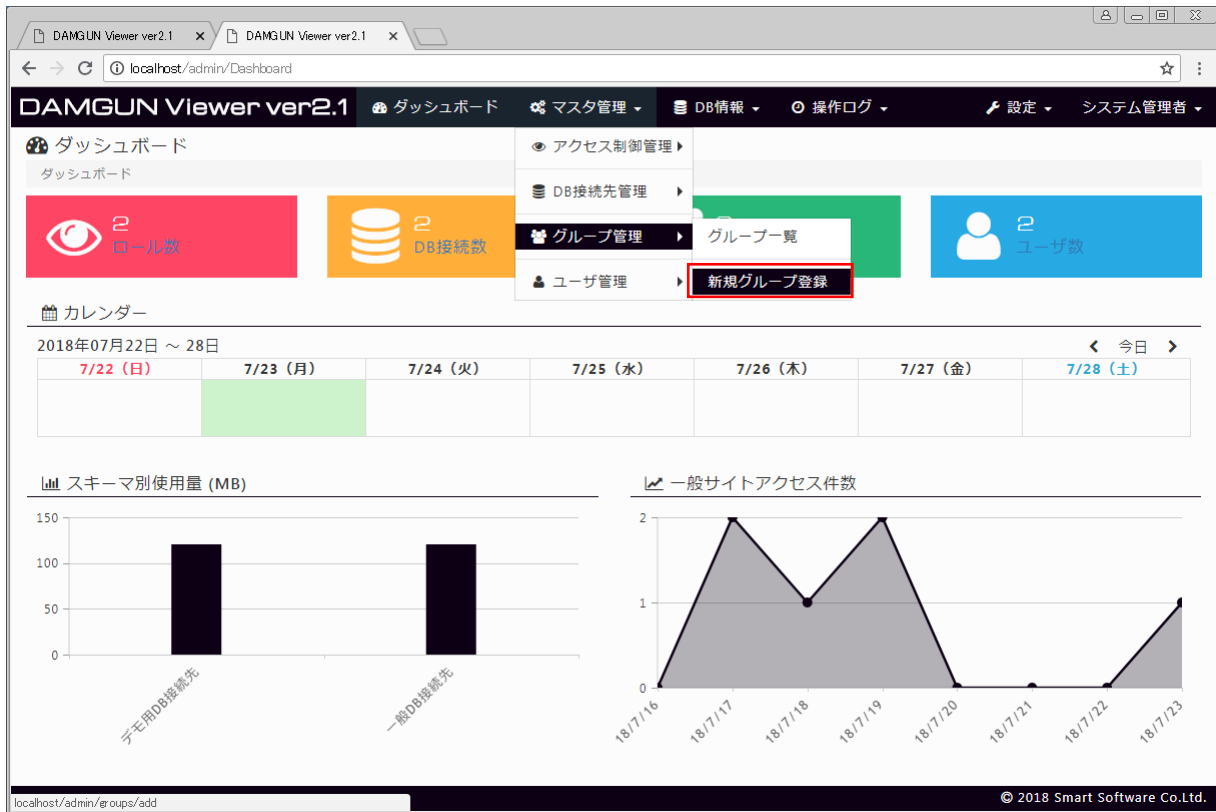 DAMGUN Viewer ver2.1
DAMGUN Viewer ver2.1
localhost/admin/Dashboard
DAMGUN Viewer ver2.1 ダッシュボード マスタ管理 DB情報 操作ログ 設定 システム管理者
ダッシュボード
ダッシュボード
アクセス制御管理
DB接続先管理
グループ管理
ユーザ管理
グループ一覧
新規グループ登録
2
ロール数
2
DB接続数
2
ユーザ数
カレンダー
2018年07月22日 ～ 28日 今日
7/22（日） 7/23（月） 7/24（火） 7/25（水） 7/26（木） 7/27（金） 7/28（土）
スキーマ別使用量 (MB)
150
100
50
0
デモ用DB接続先
一般DB接続先
一般サイトアクセス件数
2
1
0
18/7/16 18/7/17 18/7/18 18/7/19 18/7/20 18/7/21 18/7/22 18/7/23
localhost/admin/groups/add
© 2018 Smart Software Co.Ltd.